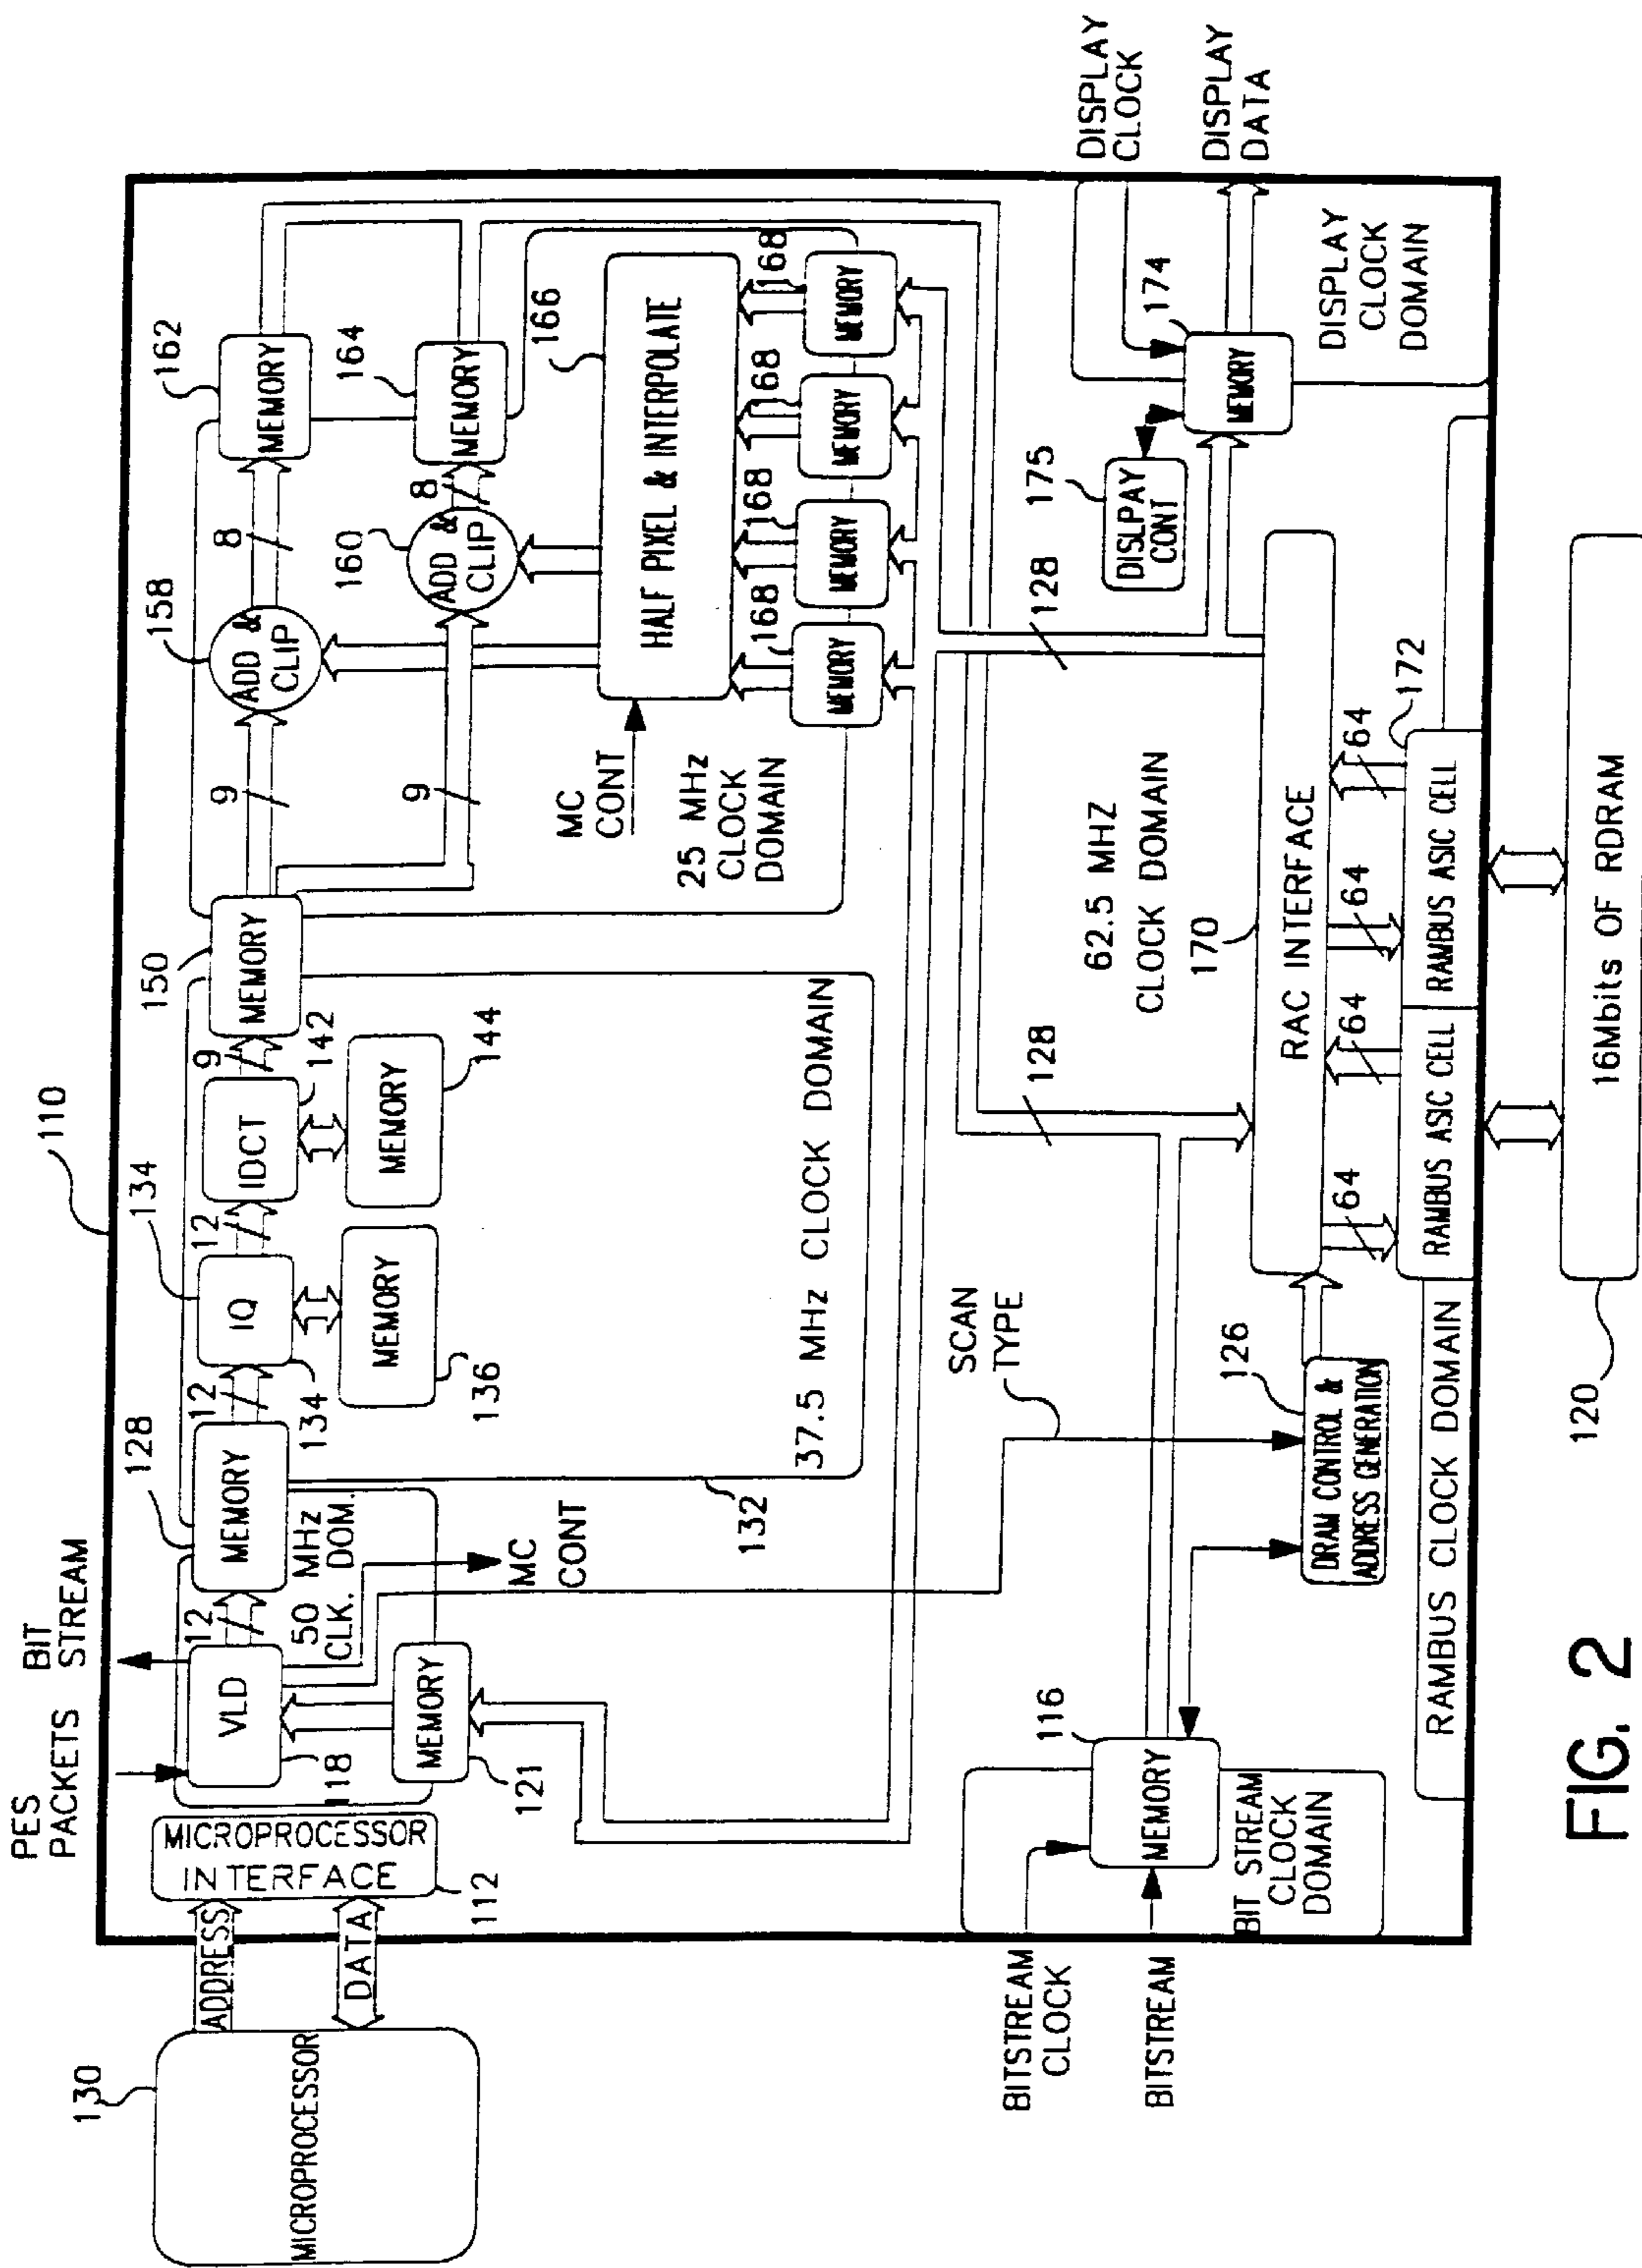 PES
PACKETS
BIT
STREAM
130
MICROPROCESSOR
ADDRESS
DATA
MICROPROCESSOR
INTERFACE
112
VLD
118
12
MEMORY
121
50 MHz
CLK. DOM.
MC
CONT
128
MEMORY
12
134
IQ
134
MEMORY
136
12
IDCT
142
MEMORY
144
9
110
150
MEMORY
132
37.5 MHz CLOCK DOMAIN
9
9
158
ADD &
CLIP
8
162
MEMORY
160
ADD &
CLIP
8
164
MEMORY
MC
CONT
25 MHz
CLOCK
DOMAIN
HALF PIXEL & INTERPOLATE
166
168
168
168
168
MEMORY
MEMORY
MEMORY
MEMORY
SCAN
TYPE
128
128
62.5 MHZ
CLOCK DOMAIN
170
RAC INTERFACE
64
64
64
64
172
RAMBUS ASIC CELL
RAMBUS ASIC CELL
RAMBUS CLOCK DOMAIN
126
DRAM CONTROL &
ADDRESS GENERATION
BITSTREAM
CLOCK
BITSTREAM
116
MEMORY
BIT STREAM
CLOCK
DOMAIN
175
DISLPAY
CONT
174
MEMORY
DISPLAY
CLOCK
DISPLAY
DATA
DISPLAY
CLOCK
DOMAIN
120
16Mbits OF RDRAM
FIG. 2